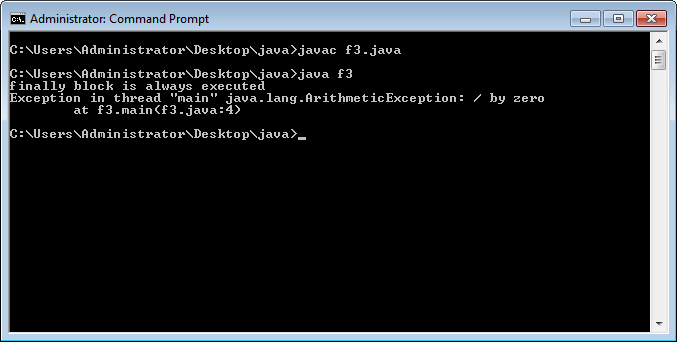 Administrator: Command Prompt
C:\Users\Administrator\Desktop\java>javac f3.java
C:\Users\Administrator\Desktop\java>java f3
finally block is always executed
Exception in thread "main" java.lang.ArithmeticException: / by zero
at f3.main(f3.java:4)
C:\Users\Administrator\Desktop\java>_